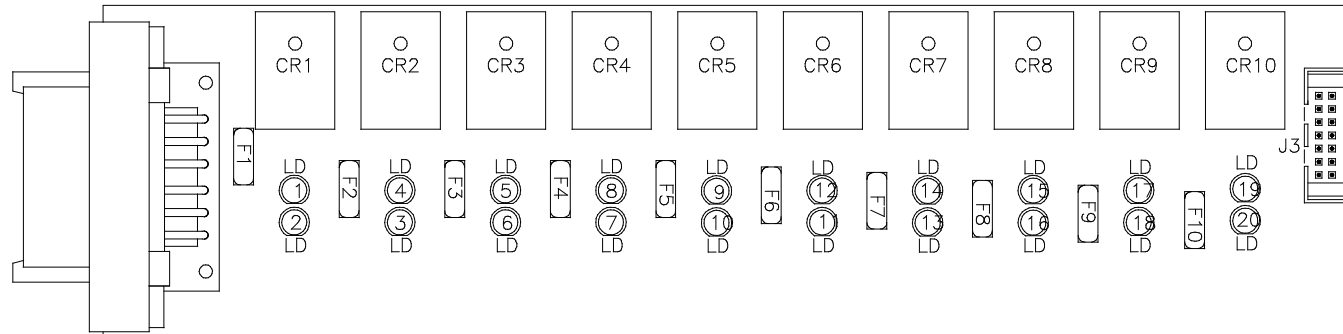 CR1 CR2 CR3 CR4 CR5 CR6 CR7 CR8 CR9 CR10
J3
F1 F2 F3 F4 F5 F6 F7 F8 F9 F10
LD LD LD LD LD LD LD LD LD LD
1 4 5 8 9 12 14 15 17 19
2 3 6 7 10 11 13 16 18 20
LD LD LD LD LD LD LD LD LD LD